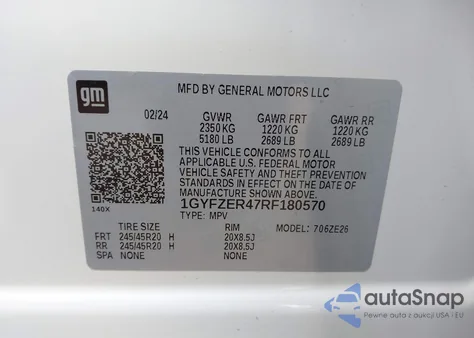 gm
MFD BY GENERAL MOTORS LLC
02/24 GVWR GAWR FRT GAWR RR
2350 KG 1220 KG 1220 KG
5180 LB 2689 LB 2689 LB
THIS VEHICLE CONFORMS TO ALL
APPLICABLE U.S. FEDERAL MOTOR
VEHICLE SAFETY, BUMPER, AND THEFT
PREVENTION STANDARDS IN EFFECT ON
THE DATE OF MANUFACTURE SHOWN ABOVE.
140X
1GYFZER47RF180570
TYPE: MPV
TIRE SIZE RIM MODEL: 706ZE26
FRT 245/45R20 H 20X8.5J
RR 245/45R20 H 20X8.5J
SPA NONE NONE
autoSnap
Pewne auta z aukcji USA i EU